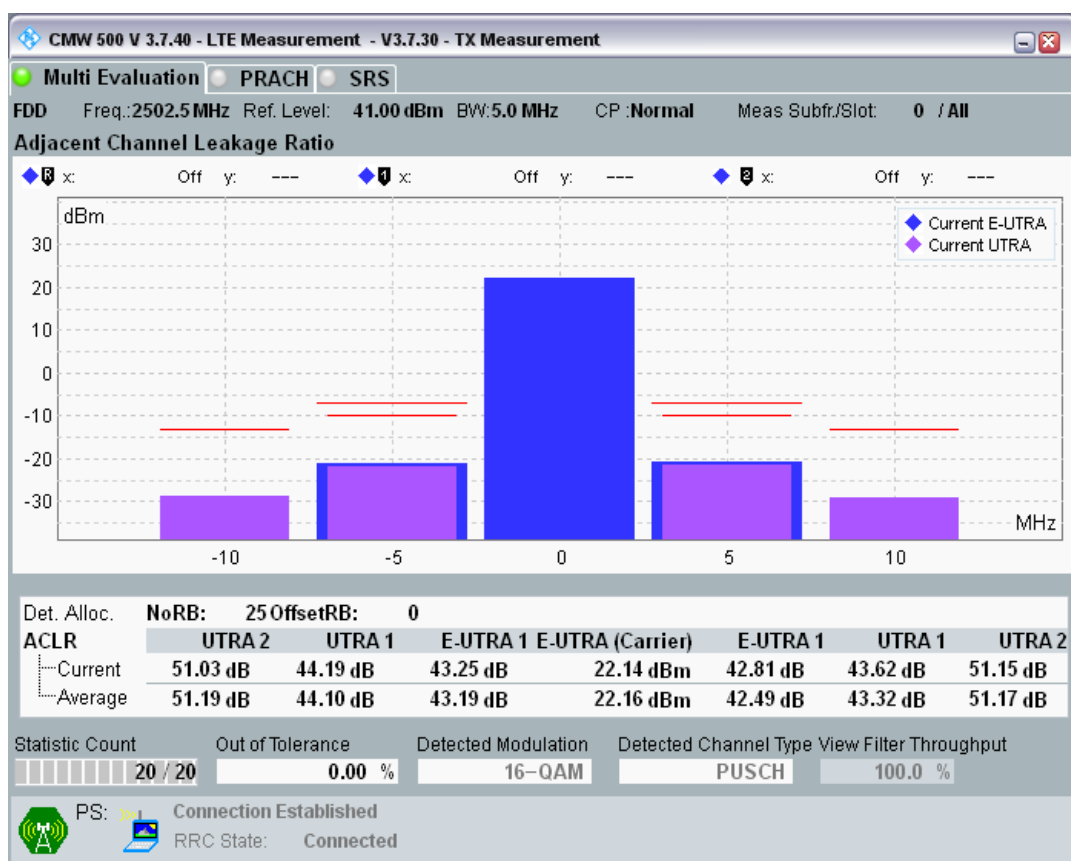 CMW 500 V 3.7.40 - LTE Measurement - V3.7.30 - TX Measurement
Multi Evaluation PRACH SRS
FDD Freq.:2502.5 MHz Ref. Level: 41.00 dBm BW:5.0 MHz CP :Normal Meas Subfr./Slot: 0 / All
Adjacent Channel Leakage Ratio
R x: Off y: --- 1 x: Off y: --- 2 x: Off y: ---
dBm
Current E-UTRA
Current UTRA
30
20
10
0
-10
-20
-30
MHz
-10 -5 0 5 10
Det. Alloc. NoRB: 25 OffsetRB: 0
ACLR UTRA 2 UTRA 1 E-UTRA 1 E-UTRA (Carrier) E-UTRA 1 UTRA 1 UTRA 2
Current 51.03 dB 44.19 dB 43.25 dB 22.14 dBm 42.81 dB 43.62 dB 51.15 dB
Average 51.19 dB 44.10 dB 43.19 dB 22.16 dBm 42.49 dB 43.32 dB 51.17 dB
Statistic Count Out of Tolerance Detected Modulation Detected Channel Type View Filter Throughput
20 / 20 0.00 % 16-QAM PUSCH 100.0 %
PS: Connection Established
RRC State: Connected